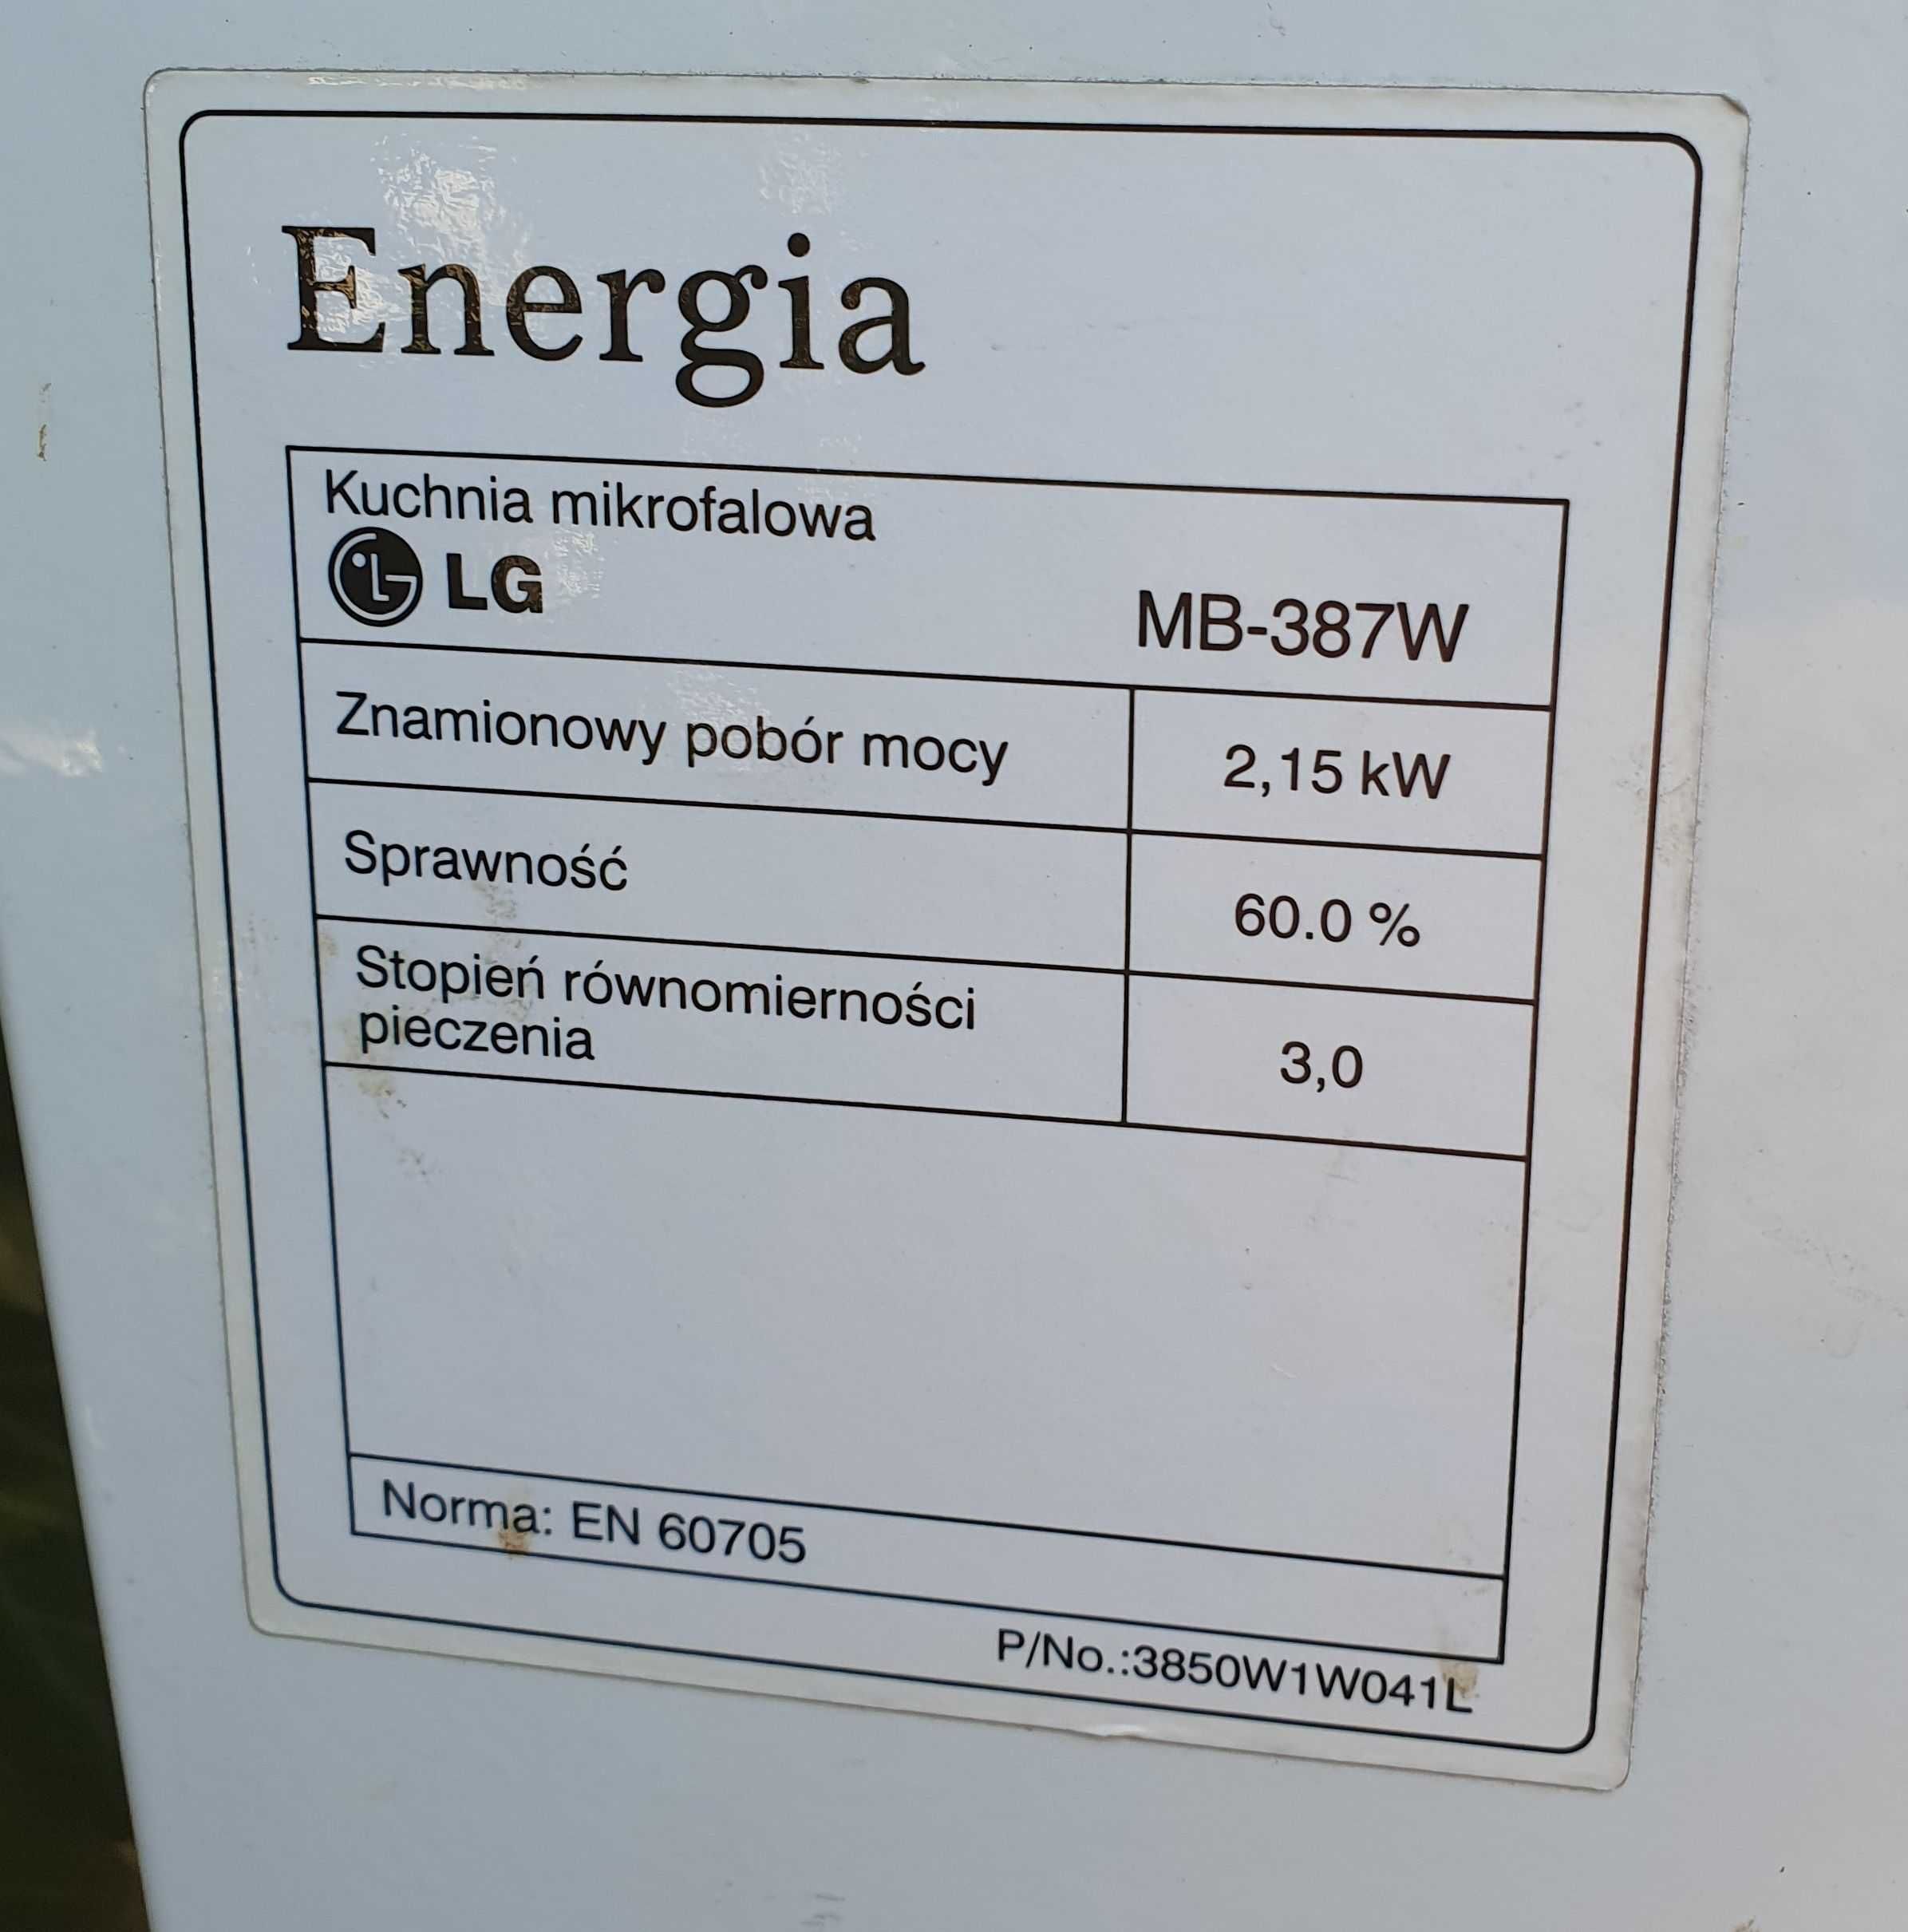 Energia
Kuchnia mikrofalowa
LG
MB-387W
Znamionowy pobór mocy
2,15 kW
Sprawność
60.0 %
Stopień równomierności
pieczenia
3,0
Norma: EN 60705
P/No.:3850W1W041L